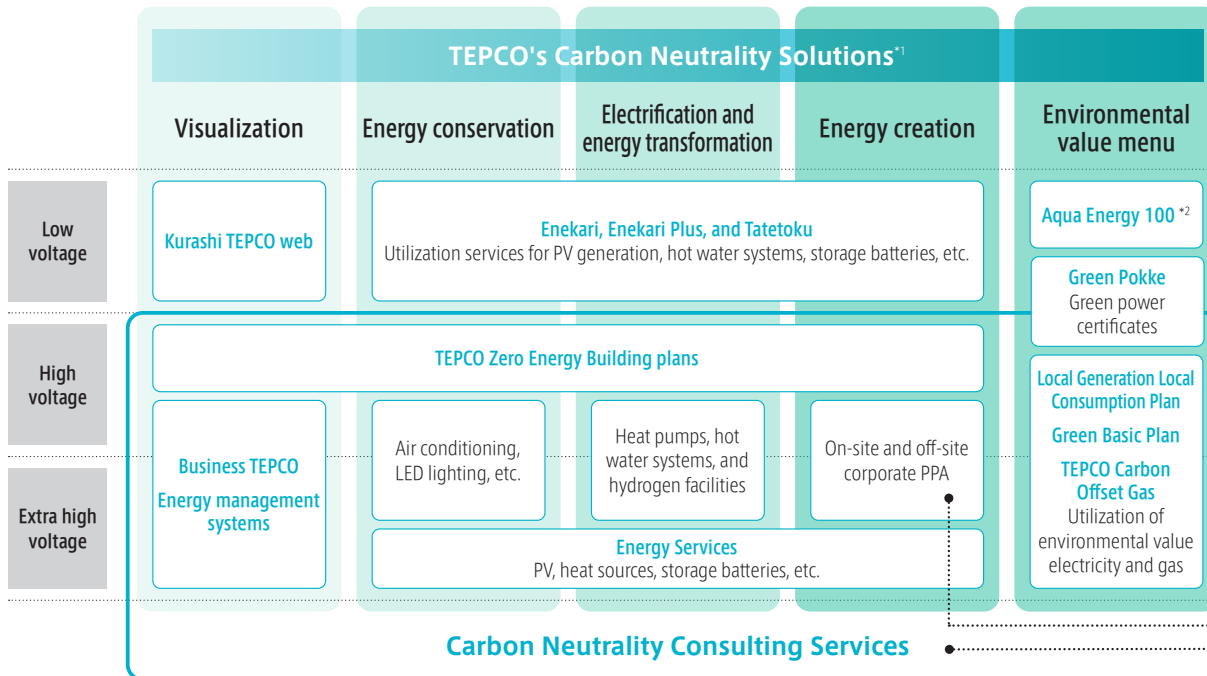 TEPCO's Carbon Neutrality Solutions*1
Visualization
Energy conservation
Electrification and
energy transformation
Energy creation
Environmental
value menu
Low
voltage
Kurashi TEPCO web
Enekari, Enekari Plus, and Tatetoku
Utilization services for PV generation, hot water systems, storage batteries, etc.
Aqua Energy 100 *2
Green Pokke
Green power
certificates
High
voltage
TEPCO Zero Energy Building plans
Local Generation Local
Consumption Plan
Green Basic Plan
TEPCO Carbon
Offset Gas
Utilization of
environmental value
electricity and gas
Business TEPCO
Energy management
systems
Air conditioning,
LED lighting, etc.
Heat pumps, hot
water systems, and
hydrogen facilities
On-site and off-site
corporate PPA
Extra high
voltage
Energy Services
PV, heat sources, storage batteries, etc.
Carbon Neutrality Consulting Services